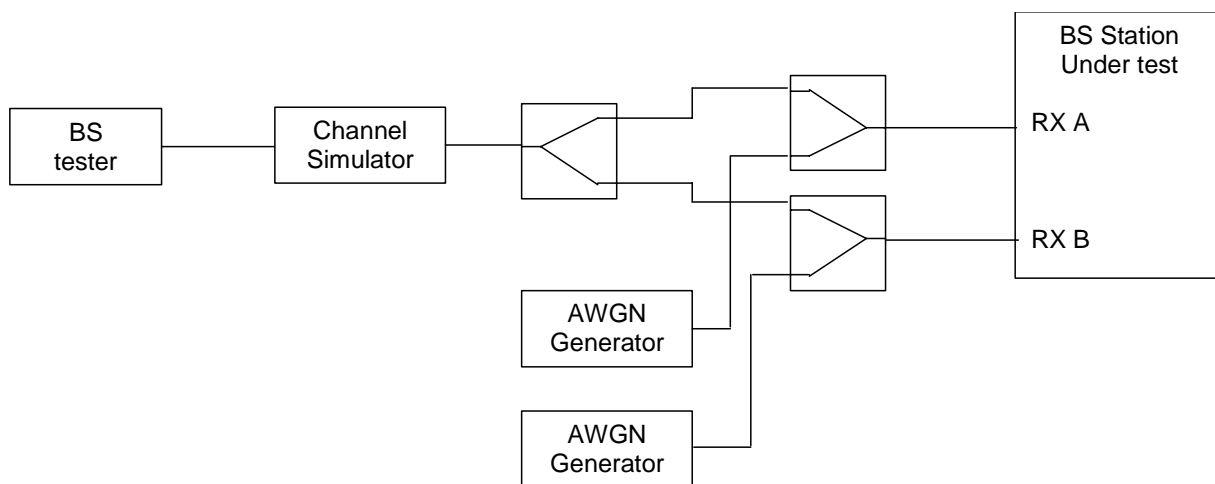 BS
tester
Channel
Simulator
AWGN
Generator
AWGN
Generator
BS Station
Under test
RX A
RX B